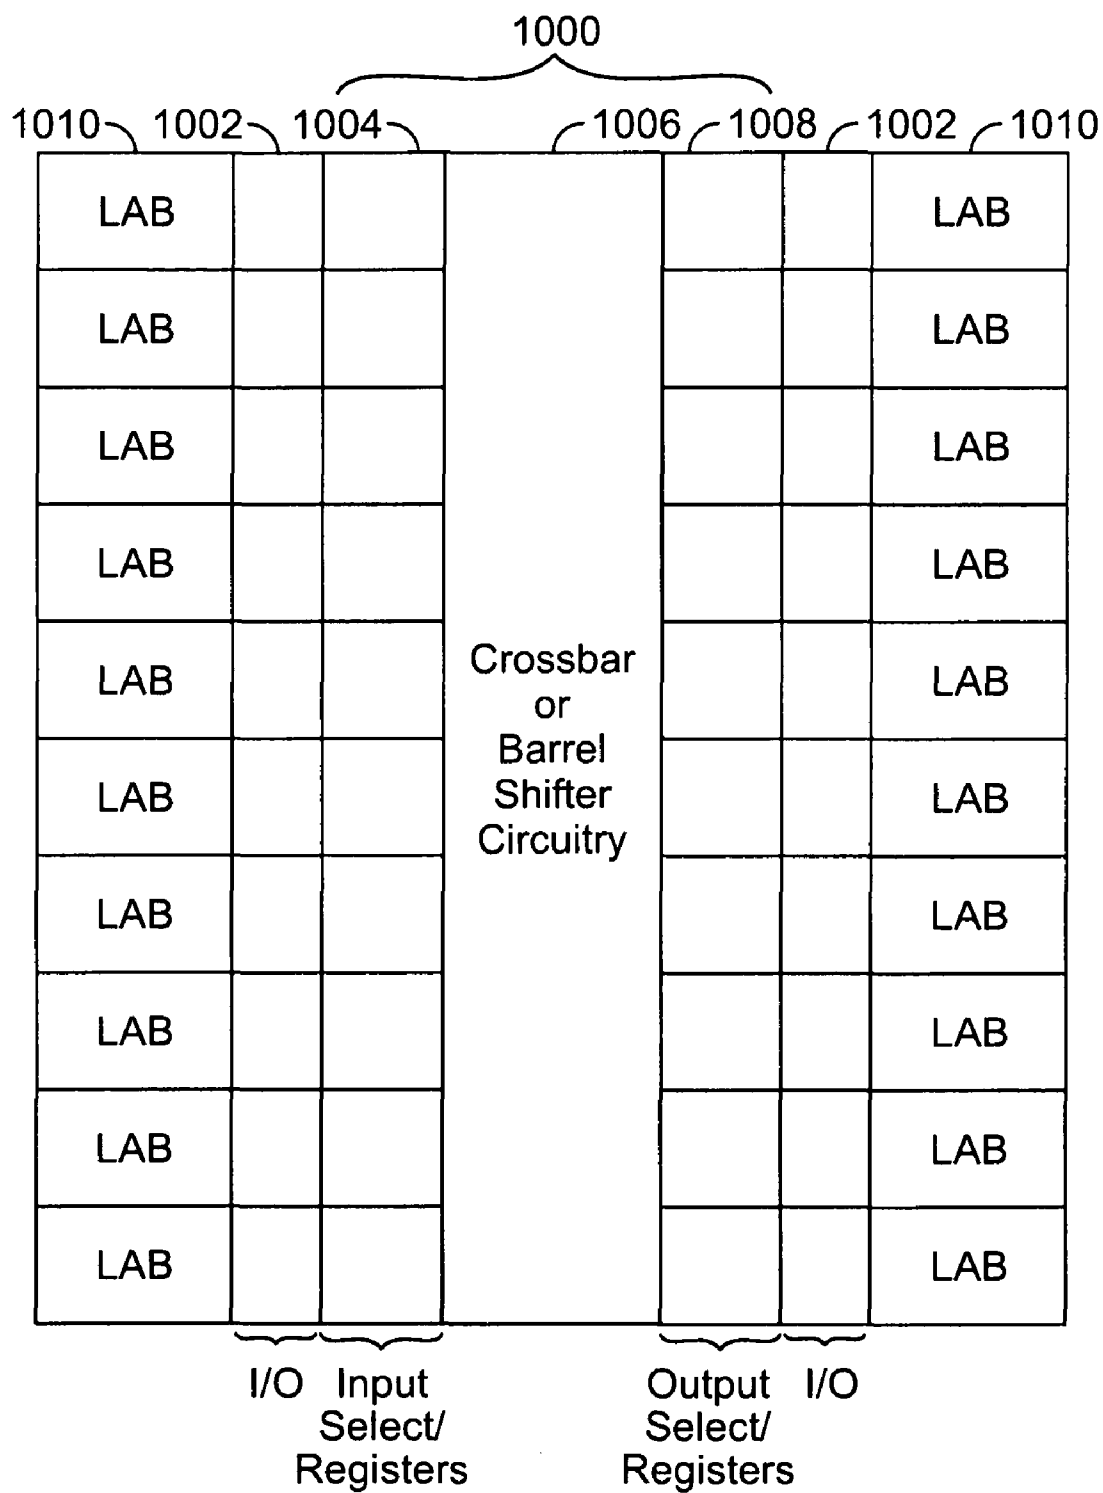 1000
1010 1002 1004 1006 1008 1002 1010
LAB LAB
LAB LAB
LAB LAB
LAB LAB
Crossbar
or
Barrel
Shifter
Circuitry
LAB LAB
LAB LAB
LAB LAB
LAB LAB
LAB LAB
LAB LAB
I/O Input
Select/
Registers
Output
Select/
Registers
I/O